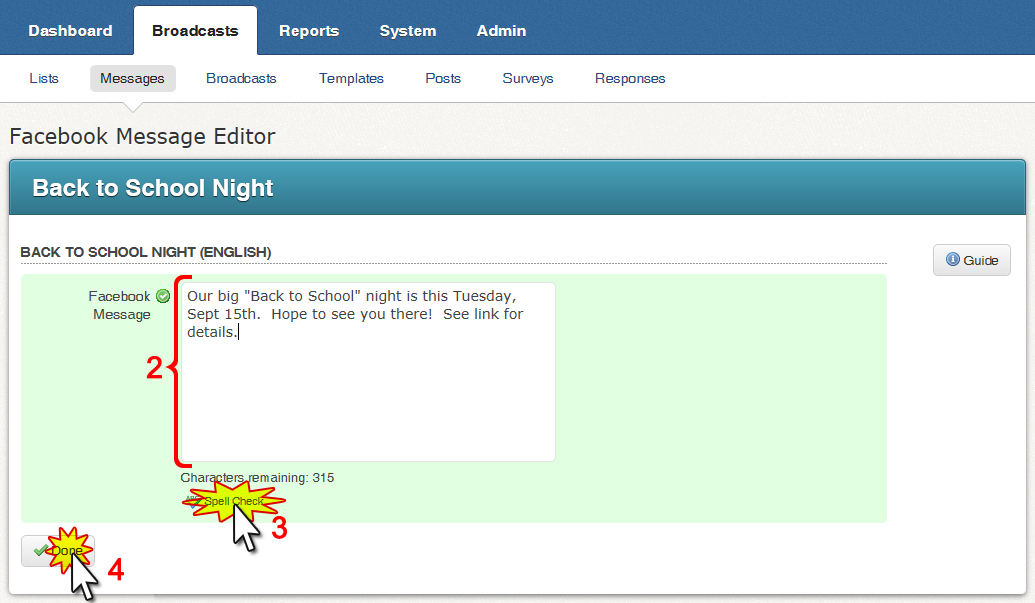 Dashboard Broadcasts Reports System Admin
Lists Messages Broadcasts Templates Posts Surveys Responses
Facebook Message Editor
Back to School Night
BACK TO SCHOOL NIGHT (ENGLISH)
Guide
Facebook
Message
Our big "Back to School" night is this Tuesday,
Sept 15th.  Hope to see you there!  See link for
details.
2
Characters remaining: 315
Spell Check
3
Done
4